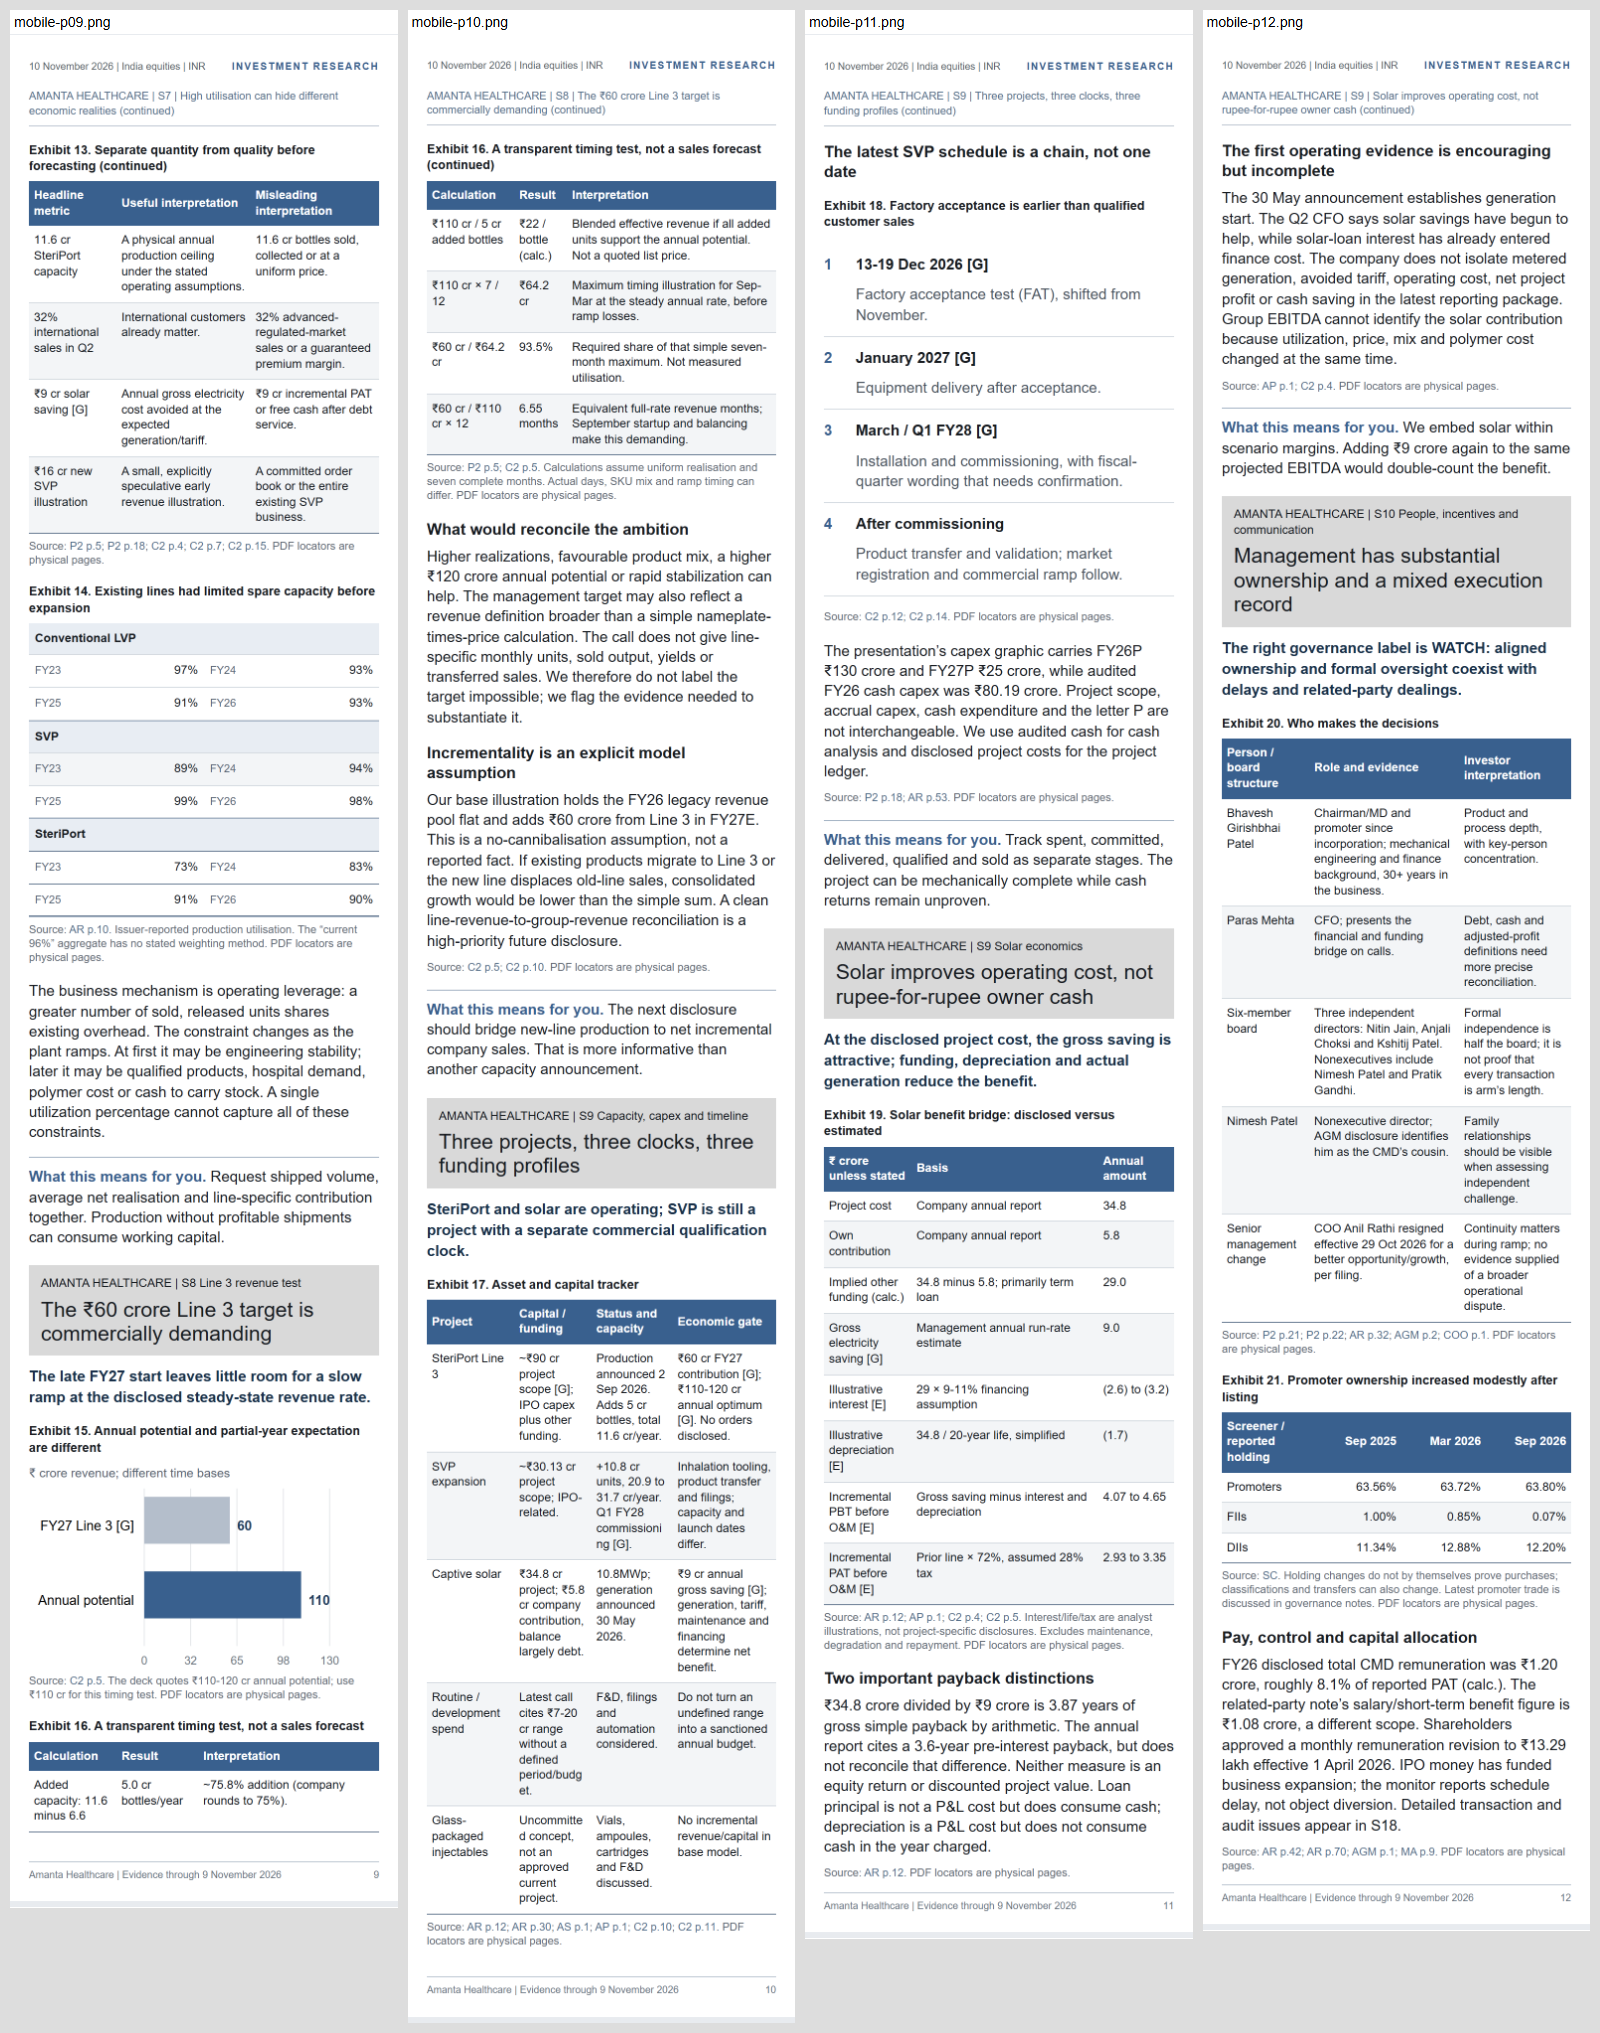 mobile-p09.png
10 November 2026 | India equities | INR INVESTMENT RESEARCH
AMANTA HEALTHCARE | S7 | High utilisation can hide different
economic realities (continued)
Exhibit 13. Separate quantity from quality before
forecasting (continued)
Headline metric | Useful interpretation | Misleading interpretation
11.6 cr SteriPort capacity | A physical annual production ceiling under the stated operating assumptions. | 11.6 cr bottles sold, collected or at a uniform price.
32% international sales in Q2 | International customers already matter. | 32% advanced-regulated-market sales or a guaranteed premium margin.
₹9 cr solar saving [G] | Annual gross electricity cost avoided at the expected generation/tariff. | ₹9 cr incremental PAT or free cash after debt service.
₹16 cr new SVP illustration | A small, explicitly speculative early revenue illustration. | A committed order book or the entire existing SVP business.
Source: P2 p.5; P2 p.18; C2 p.4; C2 p.7; C2 p.15. PDF locators are
physical pages.
Exhibit 14. Existing lines had limited spare capacity before
expansion
Conventional LVP
FY23 97% FY24 93%
FY25 91% FY26 93%
SVP
FY23 89% FY24 94%
FY25 99% FY26 98%
SteriPort
FY23 73% FY24 83%
FY25 91% FY26 90%
Source: AR p.10. Issuer-reported production utilisation. The “current
96%” aggregate has no stated weighting method. PDF locators are
physical pages.
The business mechanism is operating leverage: a
greater number of sold, released units shares
existing overhead. The constraint changes as the
plant ramps. At first it may be engineering stability;
later it may be qualified products, hospital demand,
polymer cost or cash to carry stock. A single
utilization percentage cannot capture all of these
constraints.
What this means for you. Request shipped volume,
average net realisation and line-specific contribution
together. Production without profitable shipments
can consume working capital.
AMANTA HEALTHCARE | S8 Line 3 revenue test
The ₹60 crore Line 3 target is
commercially demanding
The late FY27 start leaves little room for a slow
ramp at the disclosed steady-state revenue rate.
Exhibit 15. Annual potential and partial-year expectation
are different
₹ crore revenue; different time bases
FY27 Line 3 [G] 60
Annual potential 110
0 32 65 98 130
Source: C2 p.5. The deck quotes ₹110-120 cr annual potential; use
₹110 cr for this timing test. PDF locators are physical pages.
Exhibit 16. A transparent timing test, not a sales forecast
Calculation | Result | Interpretation
Added capacity: 11.6 minus 6.6 | 5.0 cr bottles/year | ~75.8% addition (company rounds to 75%).
Amanta Healthcare | Evidence through 9 November 2026 9
mobile-p10.png
10 November 2026 | India equities | INR INVESTMENT RESEARCH
AMANTA HEALTHCARE | S8 | The ₹60 crore Line 3 target is
commercially demanding (continued)
Exhibit 16. A transparent timing test, not a sales forecast
(continued)
Calculation | Result | Interpretation
₹110 cr / 5 cr added bottles | ₹22 / bottle (calc.) | Blended effective revenue if all added units support the annual potential. Not a quoted list price.
₹110 cr × 7 / 12 | ₹64.2 cr | Maximum timing illustration for Sep-Mar at the steady annual rate, before ramp losses.
₹60 cr / ₹64.2 cr | 93.5% | Required share of that simple seven-month maximum. Not measured utilisation.
₹60 cr / ₹110 cr × 12 | 6.55 months | Equivalent full-rate revenue months; September startup and balancing make this demanding.
Source: P2 p.5; C2 p.5. Calculations assume uniform realisation and
seven complete months. Actual days, SKU mix and ramp timing can
differ. PDF locators are physical pages.
What would reconcile the ambition
Higher realizations, favourable product mix, a higher
₹120 crore annual potential or rapid stabilization can
help. The management target may also reflect a
revenue definition broader than a simple nameplate-
times-price calculation. The call does not give line-
specific monthly units, sold output, yields or
transferred sales. We therefore do not label the
target impossible; we flag the evidence needed to
substantiate it.
Incrementality is an explicit model
assumption
Our base illustration holds the FY26 legacy revenue
pool flat and adds ₹60 crore from Line 3 in FY27E.
This is a no-cannibalisation assumption, not a
reported fact. If existing products migrate to Line 3 or
the new line displaces old-line sales, consolidated
growth would be lower than the simple sum. A clean
line-revenue-to-group-revenue reconciliation is a
high-priority future disclosure.
Source: C2 p.5; C2 p.10. PDF locators are physical pages.
What this means for you. The next disclosure
should bridge new-line production to net incremental
company sales. That is more informative than
another capacity announcement.
AMANTA HEALTHCARE | S9 Capacity, capex and timeline
Three projects, three clocks, three
funding profiles
SteriPort and solar are operating; SVP is still a
project with a separate commercial qualification
clock.
Exhibit 17. Asset and capital tracker
Project | Capital / funding | Status and capacity | Economic gate
SteriPort Line 3 | ~₹90 cr project scope [G]; IPO capex plus other funding. | Production announced 2 Sep 2026. Adds 5 cr bottles, total 11.6 cr/year. | ₹60 cr FY27 contribution [G]; ₹110-120 cr annual optimum [G]. No orders disclosed.
SVP expansion | ~₹30.13 cr project scope; IPO-related. | +10.8 cr units, 20.9 to 31.7 cr/year. Q1 FY28 commissioning [G]. | Inhalation tooling, product transfer and filings; capacity and launch dates differ.
Captive solar | ₹34.8 cr project; ₹5.8 cr company contribution, balance largely debt. | 10.8MWp; generation announced 30 May 2026. | ₹9 cr annual gross saving [G]; generation, tariff, maintenance and financing determine net benefit.
Routine / development spend | Latest call cites ₹7-20 cr range without a defined period/budget. | F&D, filings and automation considered. | Do not turn an undefined range into a sanctioned annual budget.
Glass-packaged injectables | Uncommitted concept, not an approved current project. | Vials, ampoules, cartridges and F&D discussed. | No incremental revenue/capital in base model.
Source: AR p.12; AR p.30; AS p.1; AP p.1; C2 p.10; C2 p.11. PDF
locators are physical pages.
Amanta Healthcare | Evidence through 9 November 2026 10
mobile-p11.png
10 November 2026 | India equities | INR INVESTMENT RESEARCH
AMANTA HEALTHCARE | S9 | Three projects, three clocks, three
funding profiles (continued)
The latest SVP schedule is a chain, not one
date
Exhibit 18. Factory acceptance is earlier than qualified
customer sales
1 13-19 Dec 2026 [G]
Factory acceptance test (FAT), shifted from
November.
2 January 2027 [G]
Equipment delivery after acceptance.
3 March / Q1 FY28 [G]
Installation and commissioning, with fiscal-
quarter wording that needs confirmation.
4 After commissioning
Product transfer and validation; market
registration and commercial ramp follow.
Source: C2 p.12; C2 p.14. PDF locators are physical pages.
The presentation’s capex graphic carries FY26P
₹130 crore and FY27P ₹25 crore, while audited
FY26 cash capex was ₹80.19 crore. Project scope,
accrual capex, cash expenditure and the letter P are
not interchangeable. We use audited cash for cash
analysis and disclosed project costs for the project
ledger.
Source: P2 p.18; AR p.53. PDF locators are physical pages.
What this means for you. Track spent, committed,
delivered, qualified and sold as separate stages. The
project can be mechanically complete while cash
returns remain unproven.
AMANTA HEALTHCARE | S9 Solar economics
Solar improves operating cost, not
rupee-for-rupee owner cash
At the disclosed project cost, the gross saving is
attractive; funding, depreciation and actual
generation reduce the benefit.
Exhibit 19. Solar benefit bridge: disclosed versus
estimated
₹ crore unless stated | Basis | Annual amount
Project cost | Company annual report | 34.8
Own contribution | Company annual report | 5.8
Implied other funding (calc.) | 34.8 minus 5.8; primarily term loan | 29.0
Gross electricity saving [G] | Management annual run-rate estimate | 9.0
Illustrative interest [E] | 29 × 9-11% financing assumption | (2.6) to (3.2)
Illustrative depreciation [E] | 34.8 / 20-year life, simplified | (1.7)
Incremental PBT before O&M [E] | Gross saving minus interest and depreciation | 4.07 to 4.65
Incremental PAT before O&M [E] | Prior line × 72%, assumed 28% tax | 2.93 to 3.35
Source: AR p.12; AP p.1; C2 p.4; C2 p.5. Interest/life/tax are analyst
illustrations, not project-specific disclosures. Excludes maintenance,
degradation and repayment. PDF locators are physical pages.
Two important payback distinctions
₹34.8 crore divided by ₹9 crore is 3.87 years of
gross simple payback by arithmetic. The annual
report cites a 3.6-year pre-interest payback, but does
not reconcile that difference. Neither measure is an
equity return or discounted project value. Loan
principal is not a P&L cost but does consume cash;
depreciation is a P&L cost but does not consume
cash in the year charged.
Source: AR p.12. PDF locators are physical pages.
Amanta Healthcare | Evidence through 9 November 2026 11
mobile-p12.png
10 November 2026 | India equities | INR INVESTMENT RESEARCH
AMANTA HEALTHCARE | S9 | Solar improves operating cost, not
rupee-for-rupee owner cash (continued)
The first operating evidence is encouraging
but incomplete
The 30 May announcement establishes generation
start. The Q2 CFO says solar savings have begun to
help, while solar-loan interest has already entered
finance cost. The company does not isolate metered
generation, avoided tariff, operating cost, net project
profit or cash saving in the latest reporting package.
Group EBITDA cannot identify the solar contribution
because utilization, price, mix and polymer cost
changed at the same time.
Source: AP p.1; C2 p.4. PDF locators are physical pages.
What this means for you. We embed solar within
scenario margins. Adding ₹9 crore again to the same
projected EBITDA would double-count the benefit.
AMANTA HEALTHCARE | S10 People, incentives and
communication
Management has substantial
ownership and a mixed execution
record
The right governance label is WATCH: aligned
ownership and formal oversight coexist with
delays and related-party dealings.
Exhibit 20. Who makes the decisions
Person / board structure | Role and evidence | Investor interpretation
Bhavesh Girishbhai Patel | Chairman/MD and promoter since incorporation; mechanical engineering and finance background, 30+ years in the business. | Product and process depth, with key-person concentration.
Paras Mehta | CFO; presents the financial and funding bridge on calls. | Debt, cash and adjusted-profit definitions need more precise reconciliation.
Six-member board | Three independent directors: Nitin Jain, Anjali Choksi and Kshitij Patel. Nonexecutives include Nimesh Patel and Pratik Gandhi. | Formal independence is half the board; it is not proof that every transaction is arm’s length.
Nimesh Patel | Nonexecutive director; AGM disclosure identifies him as the CMD’s cousin. | Family relationships should be visible when assessing independent challenge.
Senior management change | COO Anil Rathi resigned effective 29 Oct 2026 for a better opportunity/growth, per filing. | Continuity matters during ramp; no evidence supplied of a broader operational dispute.
Source: P2 p.21; P2 p.22; AR p.32; AGM p.2; COO p.1. PDF locators
are physical pages.
Exhibit 21. Promoter ownership increased modestly after
listing
Screener / reported holding | Sep 2025 | Mar 2026 | Sep 2026
Promoters 63.56% 63.72% 63.80%
FIIs 1.00% 0.85% 0.07%
DIIs 11.34% 12.88% 12.20%
Source: SC. Holding changes do not by themselves prove purchases;
classifications and transfers can also change. Latest promoter trade is
discussed in governance notes. PDF locators are physical pages.
Pay, control and capital allocation
FY26 disclosed total CMD remuneration was ₹1.20
crore, roughly 8.1% of reported PAT (calc.). The
related-party note’s salary/short-term benefit figure is
₹1.08 crore, a different scope. Shareholders
approved a monthly remuneration revision to ₹13.29
lakh effective 1 April 2026. IPO money has funded
business expansion; the monitor reports schedule
delay, not object diversion. Detailed transaction and
audit issues appear in S18.
Source: AR p.42; AR p.70; AGM p.1; MA p.9. PDF locators are physical
pages.
Amanta Healthcare | Evidence through 9 November 2026 12